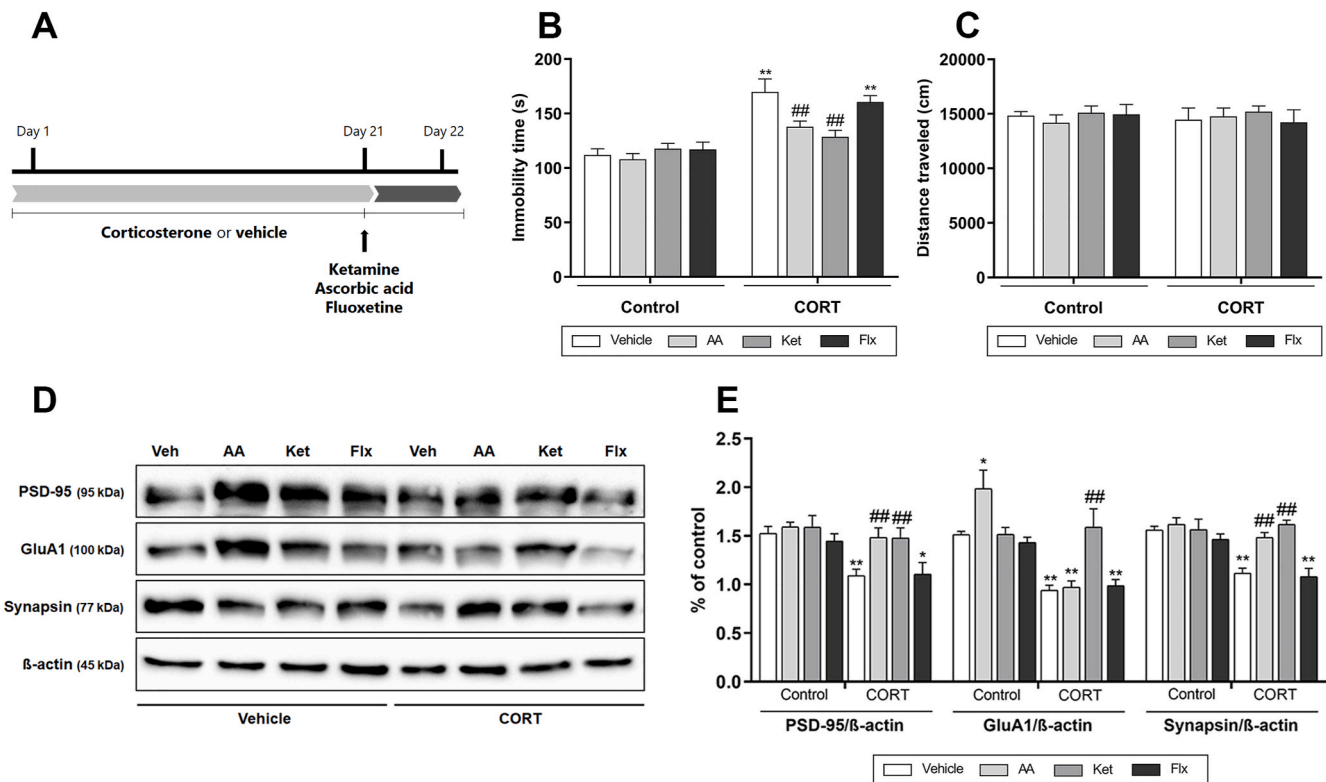 A
Day 1
Day 21
Day 22
Corticosterone or vehicle
Ketamine
Ascorbic acid
Fluoxetine
B
Immobility time (s)
200
150
100
50
0
**
##
##
**
Control
CORT
Vehicle AA Ket Flx
C
Distance traveled (cm)
20000
15000
10000
5000
0
Control
CORT
Vehicle AA Ket Flx
D
Veh AA Ket Flx Veh AA Ket Flx
PSD-95 (95 kDa)
GluA1 (100 kDa)
Synapsin (77 kDa)
ß-actin (45 kDa)
Vehicle
CORT
E
% of control
2.5
2.0
1.5
1.0
0.5
0.0
**
##
##
*
*
**
**
##
**
**
##
##
**
Control CORT Control CORT Control CORT
PSD-95/ß-actin GluA1/ß-actin Synapsin/ß-actin
Vehicle AA Ket Flx